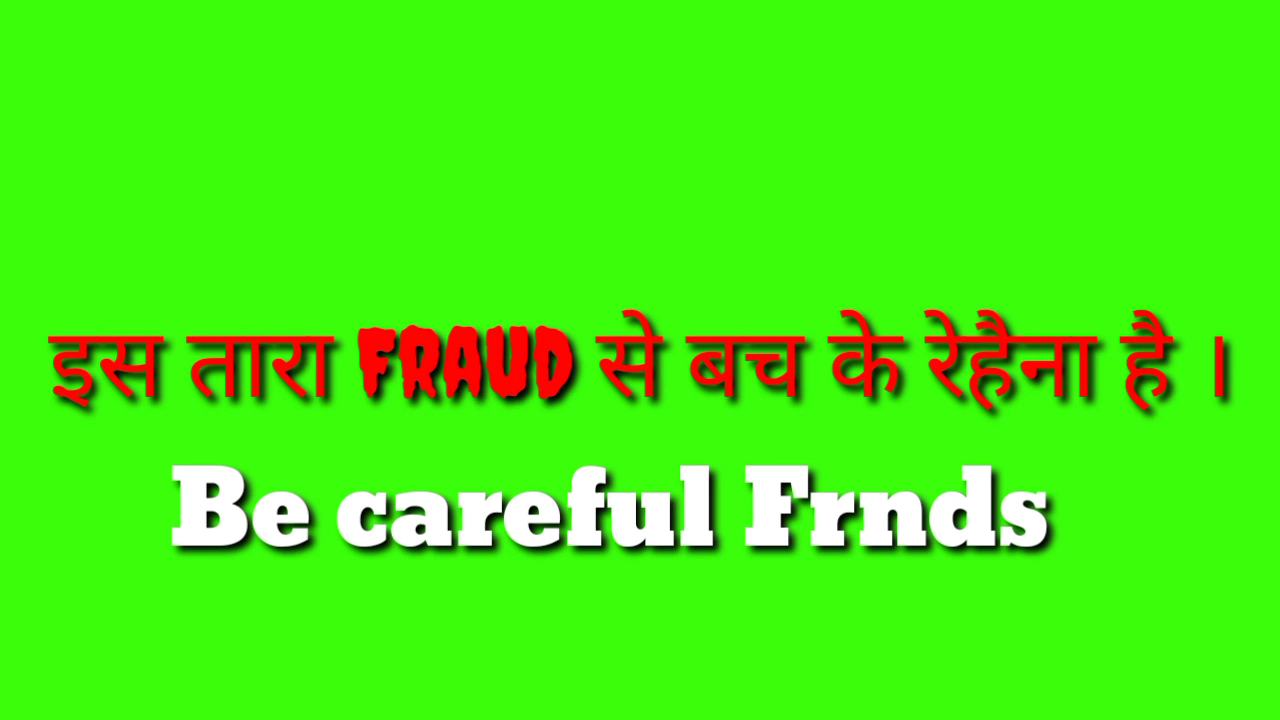 इस तारा FRAUD से बच के रेहैना है ।
Be careful Frnds